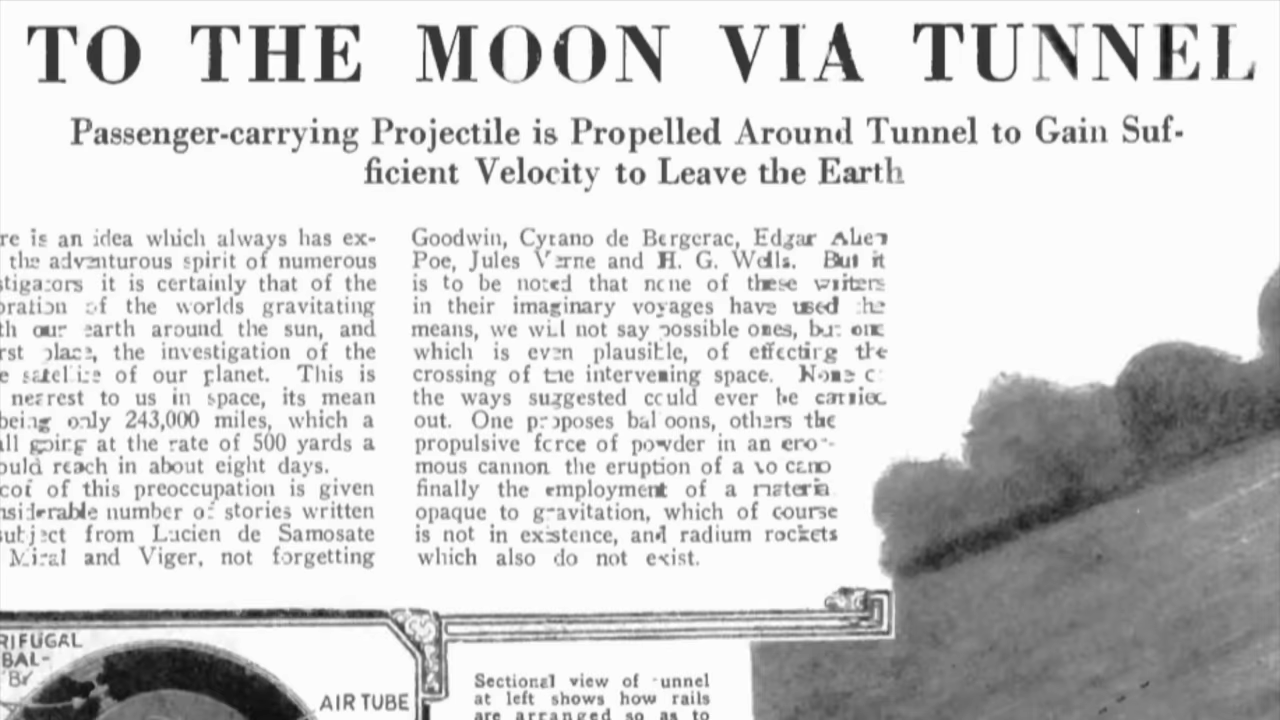 TO THE MOON VIA TUNNEL
Passenger-carrying Projectile is Propelled Around Tunnel to Gain Suf-
ficient Velocity to Leave the Earth
re is an idea which always has ex-
the adventurous spirit of numerous
stigators it is certainly that of the
oration of the worlds gravitating
th our earth around the sun, and
rst place, the investigation of the
e satellite of our planet. This is
nearest to us in space, its mean
being only 243,000 miles, which a
all going at the rate of 500 yards a
ould reach in about eight days.
oof of this preoccupation is given
nsiderable number of stories written
subject from Lucien de Samosate
Miral and Viger, not forgetting
Goodwin, Cyrano de Bergerac, Edgar Allen
Poe, Jules Verne and H. G. Wells. But it
is to be noted that none of these writers
in their imaginary voyages have used the
means, we will not say possible ones, but one
which is even plausible, of effecting the
crossing of the intervening space. None of
the ways suggested could ever be carried
out. One proposes balloons, others the
propulsive force of powder in an enor-
mous cannon the eruption of a volcano
finally the employment of a material
opaque to gravitation, which of course
is not in existence, and radium rockets
which also do not exist.
RIFUGAL
BAL-
BY
AIR TUBE
Sectional view of tunnel
at left shows how rails
are arranged so as to